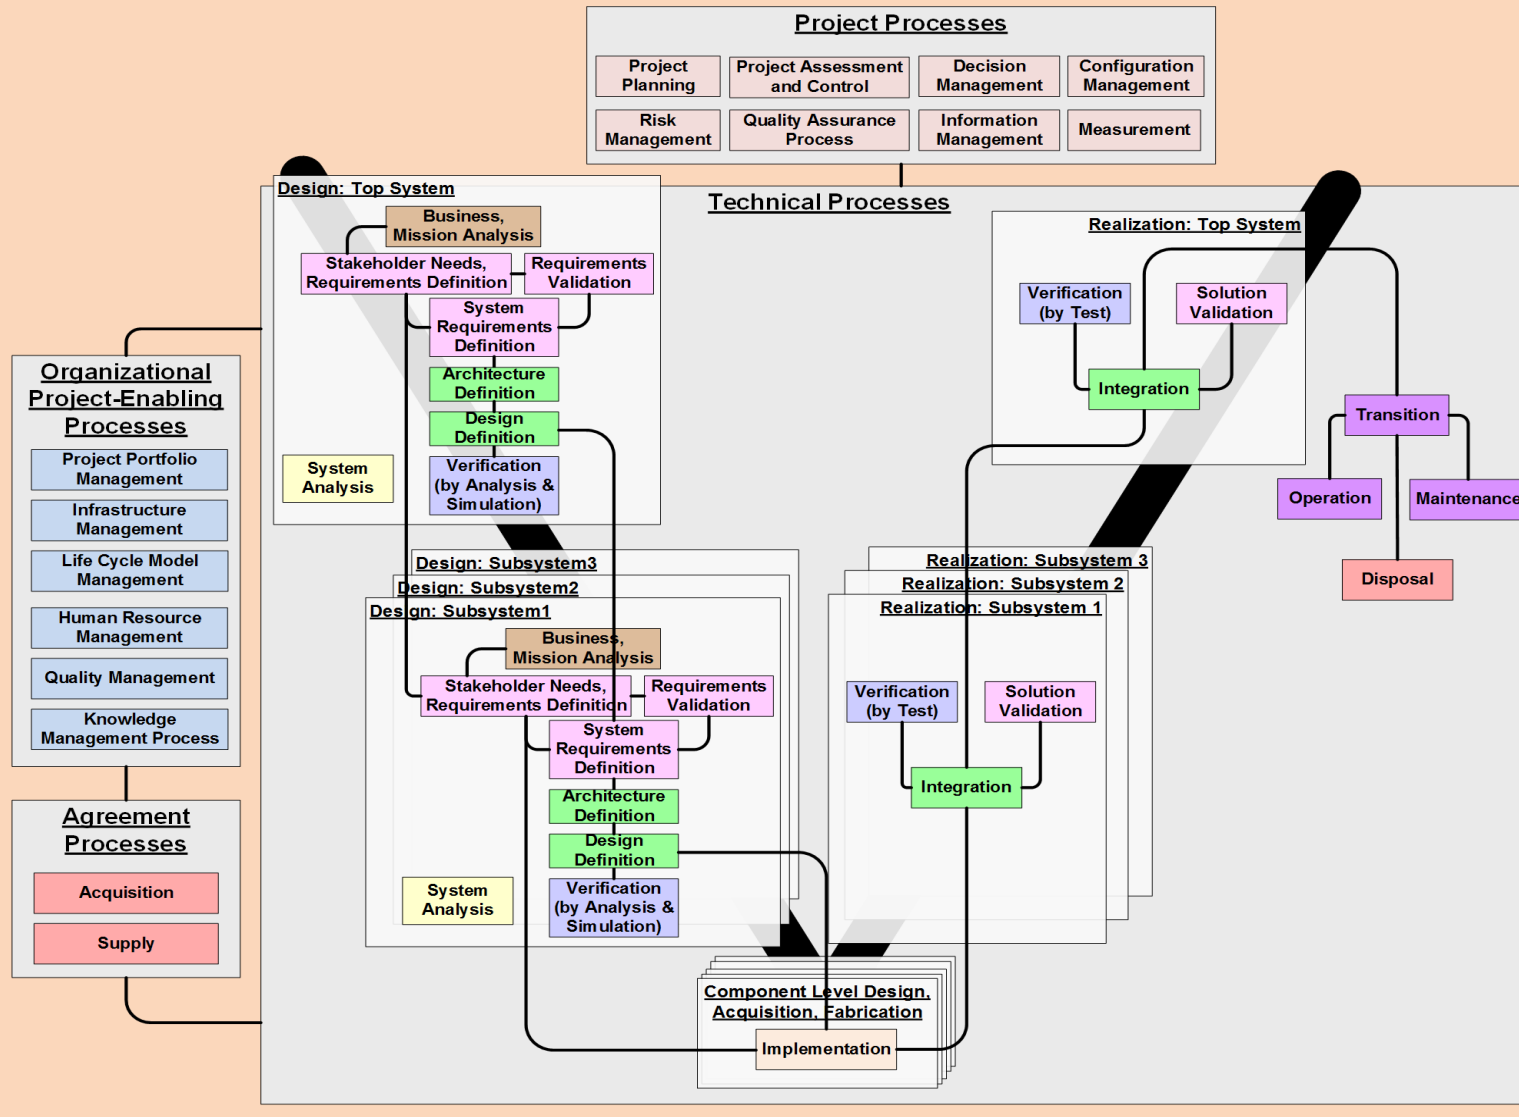 Project Processes
Project
Planning
Project Assessment
and Control
Decision
Management
Configuration
Management
Risk
Management
Quality Assurance
Process
Information
Management
Measurement
Technical Processes
Design: Top System
Business,
Mission Analysis
Stakeholder Needs,
Requirements Definition
Requirements
Validation
System
Requirements
Definition
Architecture
Definition
Design
Definition
System
Analysis
Verification
(by Analysis &
Simulation)
Realization: Top System
Verification
(by Test)
Solution
Validation
Integration
Transition
Operation
Maintenance
Disposal
Organizational
Project-Enabling
Processes
Project Portfolio
Management
Infrastructure
Management
Life Cycle Model
Management
Human Resource
Management
Quality Management
Knowledge
Management Process
Agreement
Processes
Acquisition
Supply
Design: Subsystem3
Design: Subsystem2
Design: Subsystem1
Business,
Mission Analysis
Stakeholder Needs,
Requirements Definition
Requirements
Validation
System
Requirements
Definition
Architecture
Definition
Design
Definition
System
Analysis
Verification
(by Analysis &
Simulation)
Realization: Subsystem 3
Realization: Subsystem 2
Realization: Subsystem 1
Verification
(by Test)
Solution
Validation
Integration
Component Level Design,
Acquisition, Fabrication
Implementation